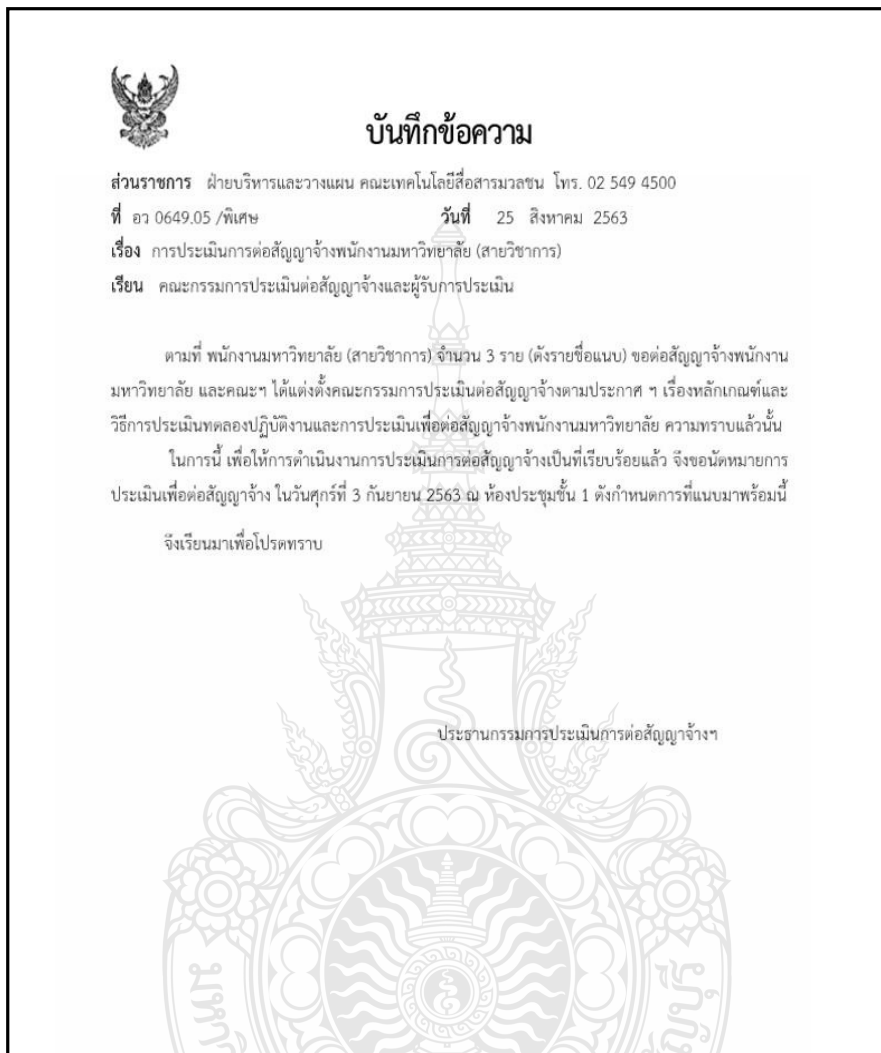 บันทึกข้อความ
ส่วนราชการ ฝ่ายบริหารและวางแผน คณะเทคโนโลยีสื่อสารมวลชน โทร. 02 549 4500
ที่ อว 0649.05 /พิเศษ วันที่ 25 สิงหาคม 2563
เรื่อง การประเมินการต่อสัญญาจ้างพนักงานมหาวิทยาลัย (สายวิชาการ)
เรียน คณะกรรมการประเมินต่อสัญญาจ้างและผู้รับการประเมิน
ตามที่ พนักงานมหาวิทยาลัย (สายวิชาการ) จำนวน 3 ราย (ดังรายชื่อแนบ) ขอต่อสัญญาจ้างพนักงาน
มหาวิทยาลัย และคณะฯ ได้แต่งตั้งคณะกรรมการประเมินต่อสัญญาจ้างตามประกาศ ฯ เรื่องหลักเกณฑ์และ
วิธีการประเมินทดลองปฏิบัติงานและการประเมินเพื่อต่อสัญญาจ้างพนักงานมหาวิทยาลัย ความทราบแล้วนั้น
ในการนี้ เพื่อให้การดำเนินงานการประเมินการต่อสัญญาจ้างเป็นที่เรียบร้อยแล้ว จึงขอนัดหมายการ
ประเมินเพื่อต่อสัญญาจ้าง ในวันศุกร์ที่ 3 กันยายน 2563 ณ ห้องประชุมชั้น 1 ดังกำหนดการที่แนบมาพร้อมนี้
จึงเรียนมาเพื่อโปรดทราบ
ประธานกรรมการประเมินการต่อสัญญาจ้างฯ